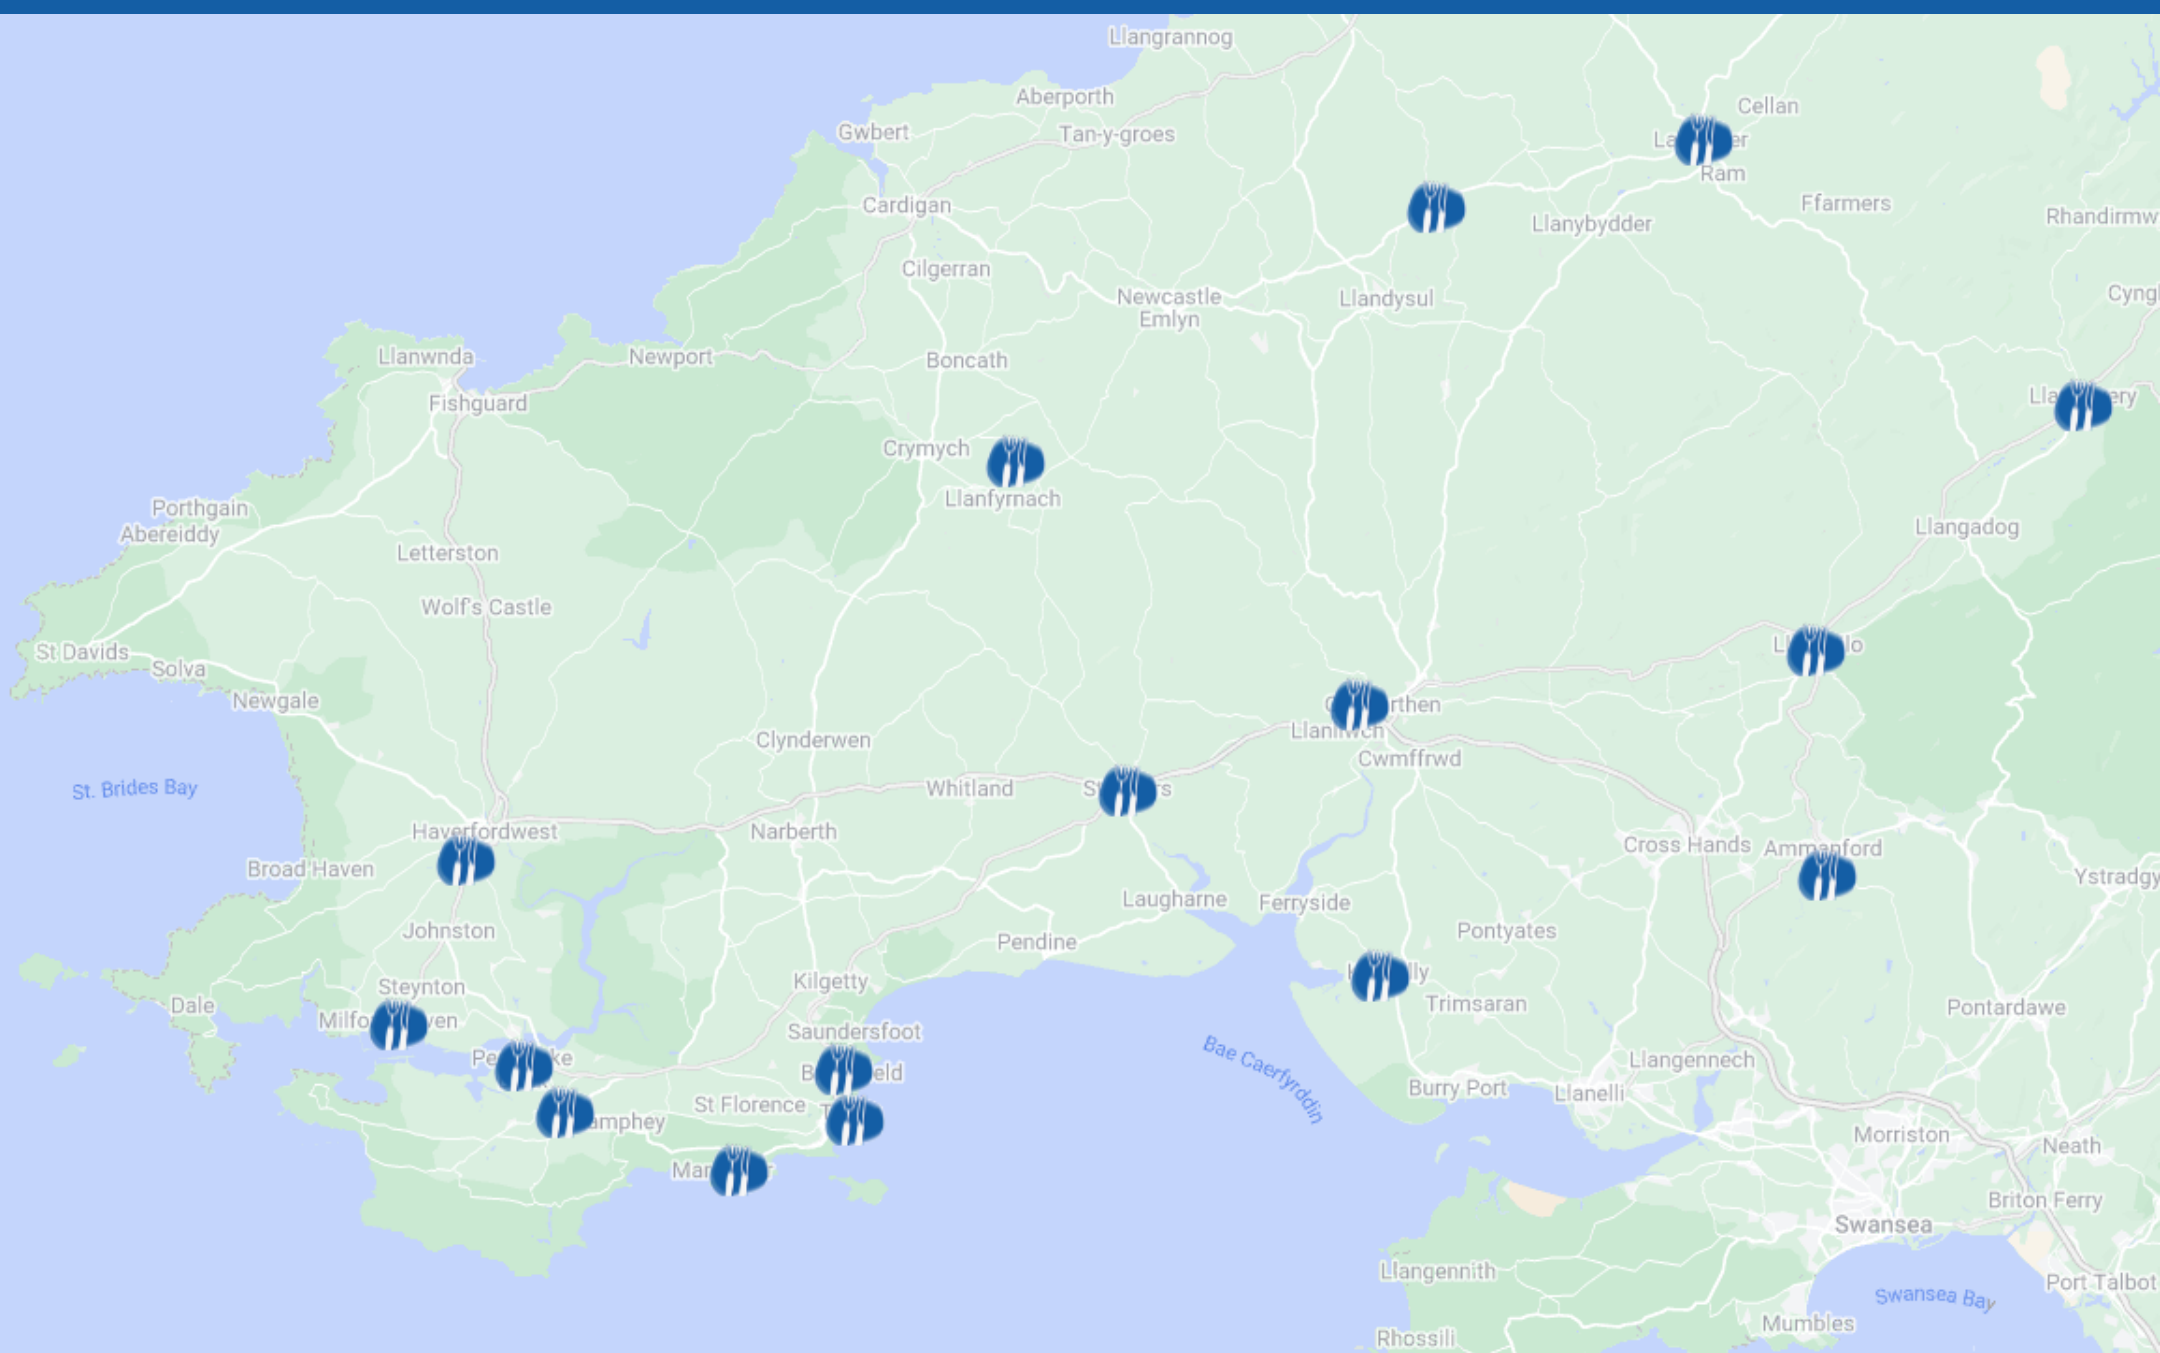 Llangrannog
Aberporth
Cellan
Gwbert
Tan-y-groes
Ram
Cardigan
Ffarmers
Llanybydder
Rhandirmw
Cilgerran
Cyngl
Newcastle
Emlyn
Llandysul
Llanwnda
Newport
Boncath
Fishguard
Crymych
Llanfyrnach
Porthgain
Abereiddy
Llangadog
Letterston
Wolf's Castle
St Davids
Solva
Newgale
Clynderwen
Cwmffrwd
St. Brides Bay
Whitland
Haverfordwest
Narberth
Cross Hands
Ammanford
Broad Haven
Ystradgy
Laugharne
Ferryside
Johnston
Pontyates
Pendine
Kilgetty
Steynton
Dale
Trimsaran
Pontardawe
Saundersfoot
Bae Caerfyrddin
Llangennech
Burry Port
Llanelli
St Florence
Morriston
Neath
Briton Ferry
Swansea
Llangennith
Port Talbot
Swansea Bay
Mumbles
Rhossili